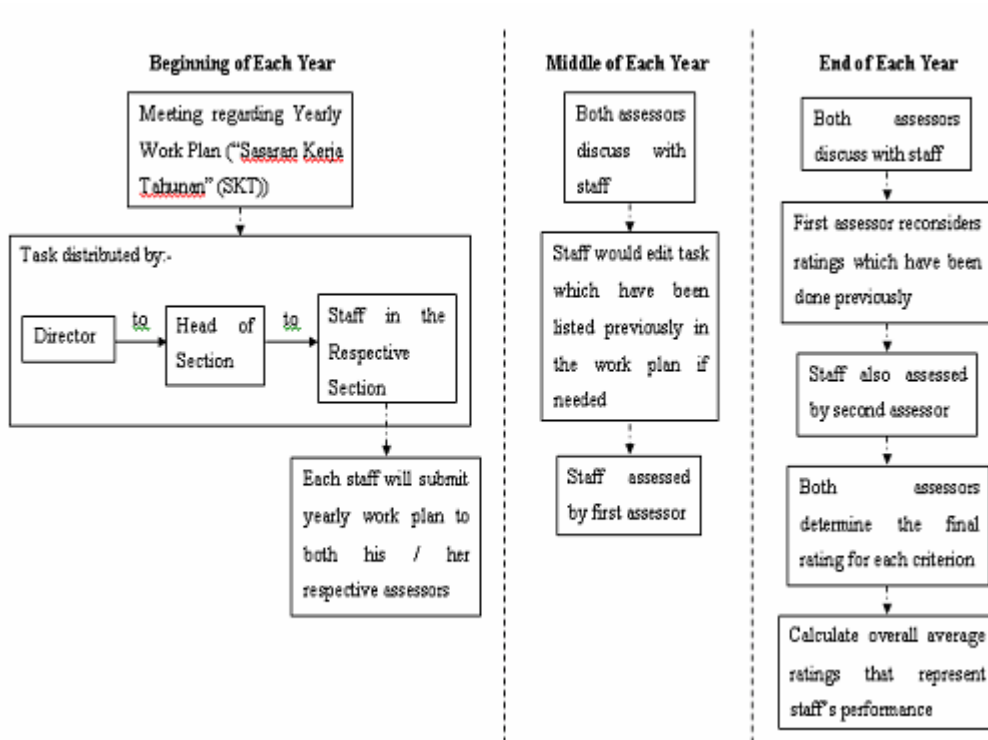 Beginning of Each Year
Meeting regarding Yearly
Work Plan ("Sasaran Kerja
Tahunan" (SKT))
Task distributed by:-
Director
to
Head of
Section
to
Staff in the
Respective
Section
Each staff will submit
yearly work plan to
both his / her
respective assessors
Middle of Each Year
Both assessors
discuss with
staff
Staff would edit task
which have been
listed previously in
the work plan if
needed
Staff assessed
by first assessor
End of Each Year
Both assessors
discuss with staff
First assessor reconsiders
ratings which have been
done previously
Staff also assessed
by second assessor
Both assessors
determine the final
rating for each criterion
Calculate overall average
ratings that represent
staff's performance